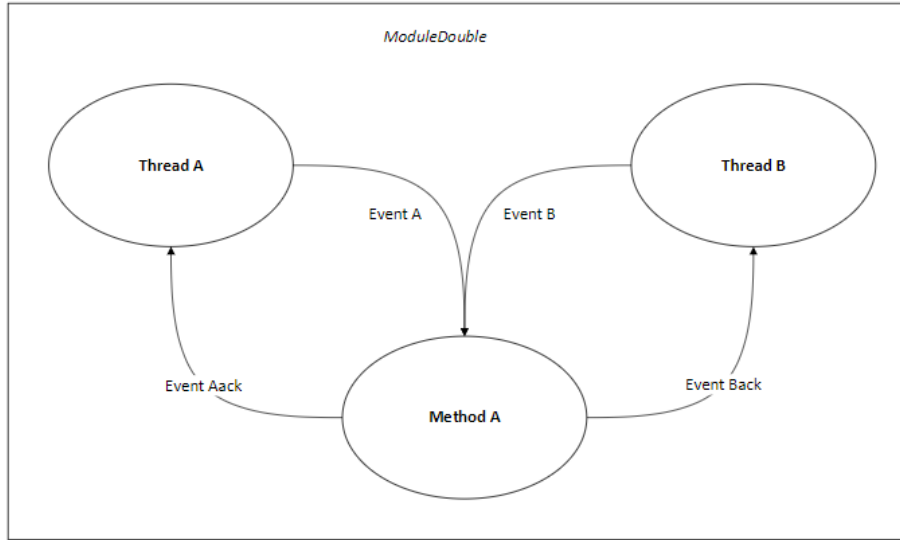 ModuleDouble
Thread A
Thread B
Event A
Event B
Event Aack
Event Back
Method A